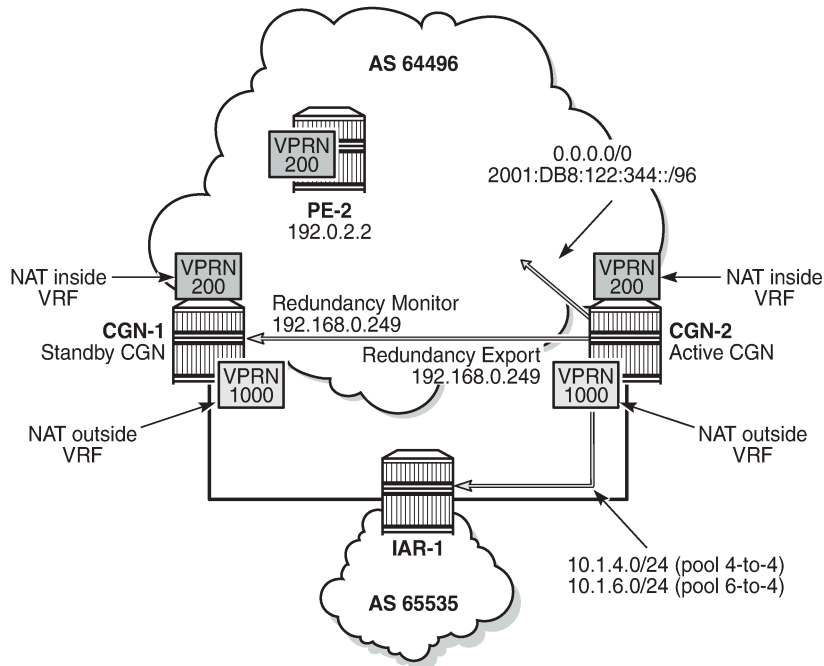 AS 64496
VPRN
200
PE-2
192.0.2.2
0.0.0.0/0
2001:DB8:122:344::/96
NAT inside
VRF
VPRN
200
CGN-1
Standby CGN
VPRN
1000
NAT outside
VRF
Redundancy Monitor
192.168.0.249
Redundancy Export
192.168.0.249
VPRN
200
NAT inside
VRF
CGN-2
Active CGN
VPRN
1000
NAT outside
VRF
IAR-1
AS 65535
10.1.4.0/24 (pool 4-to-4)
10.1.6.0/24 (pool 6-to-4)